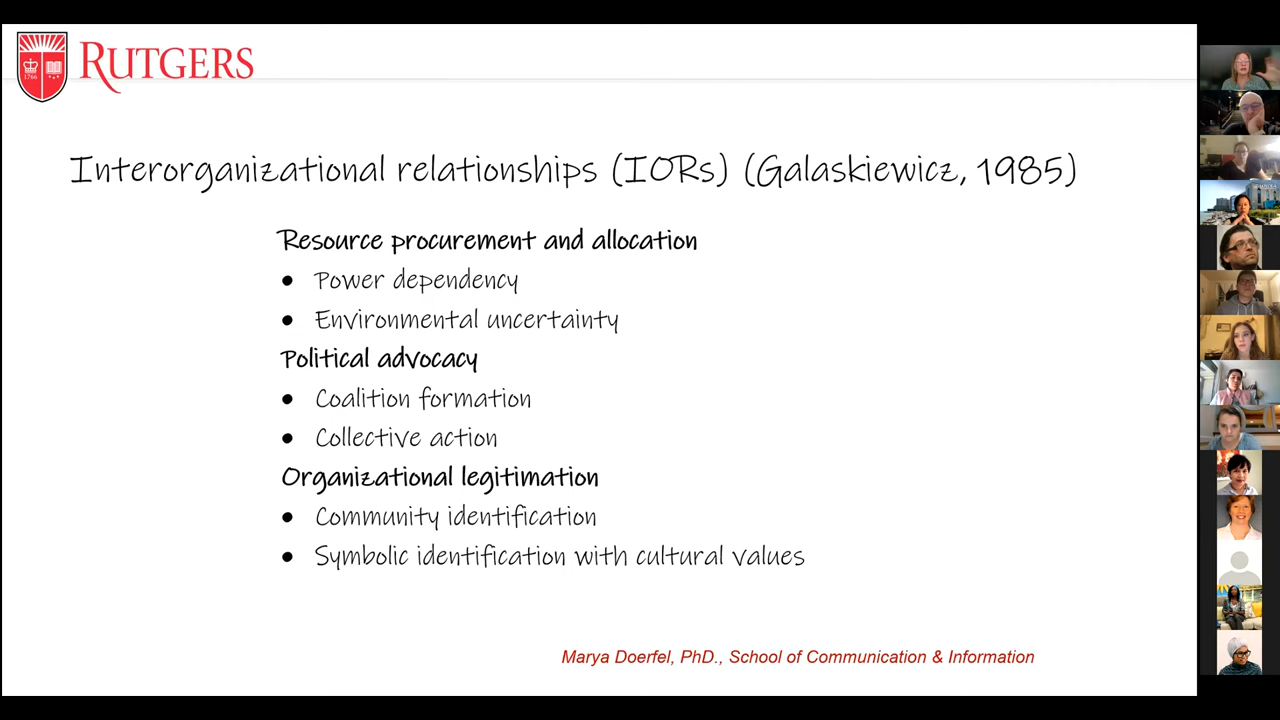 RUTGERS
1766
Interorganizational relationships (IORs) (Galaskiewicz, 1985)
Resource procurement and allocation
• Power dependency
• Environmental uncertainty
Political advocacy
• Coalition formation
• Collective action
Organizational legitimation
• Community identification
• Symbolic identification with cultural values
Marya Doerfel, PhD., School of Communication & Information